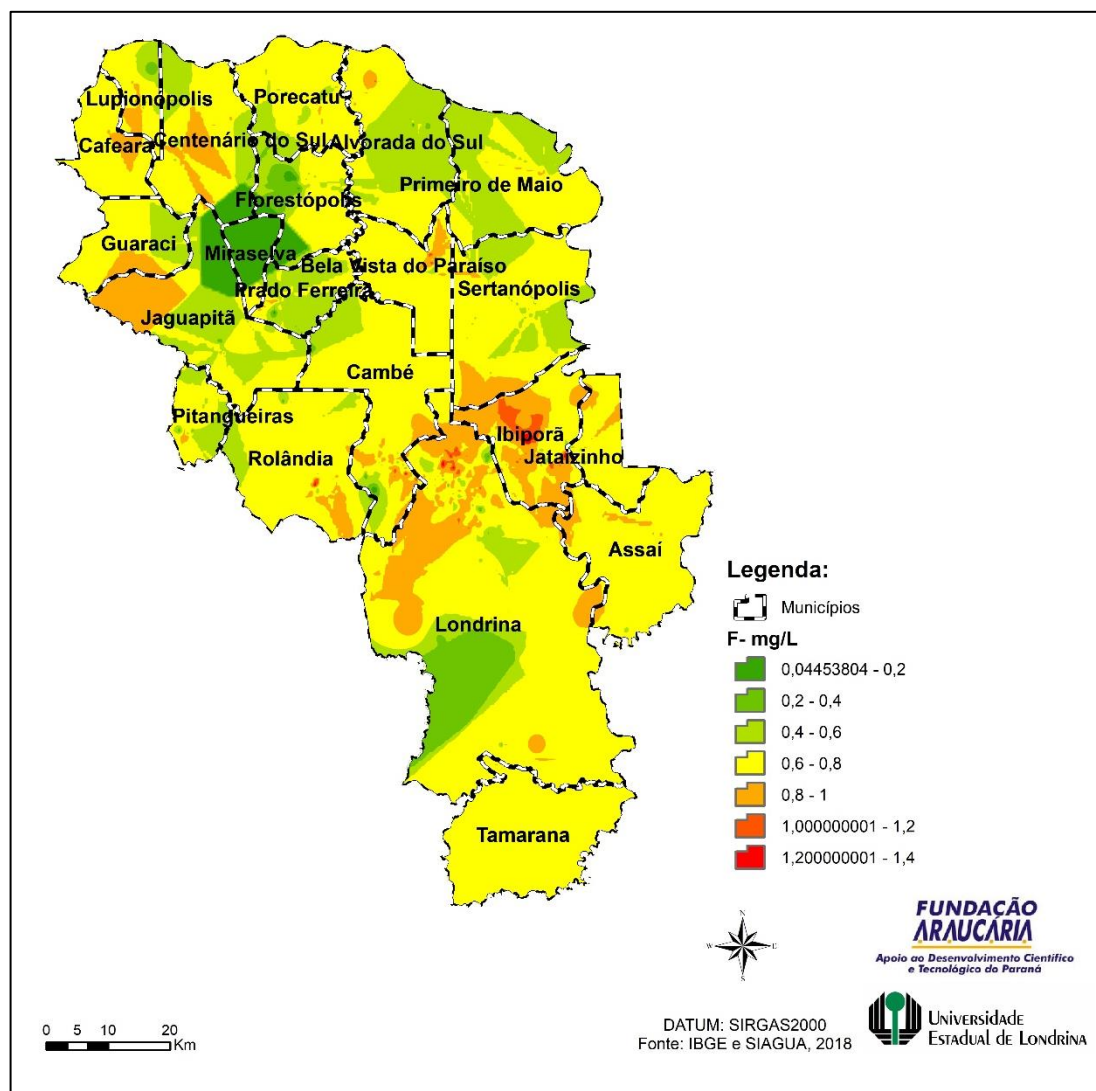 Lupionópolis
Porecatu
Cafeara
Centenário do Sul
Alvorada do Sul
Primeiro de Maio
Florestópolis
Guaraci
Miraselva
Bela Vista do Paraíso
Prado Ferreira
Sertanópolis
Jaguapitã
Cambé
Pitangueiras
Ibiporã
Rolândia
Jataizinho
Assaí
Londrina
Tamarana
Legenda:
Municípios
F- mg/L
0,04453804 - 0,2
0,2 - 0,4
0,4 - 0,6
0,6 - 0,8
0,8 - 1
1,000000001 - 1,2
1,200000001 - 1,4
N
W
E
S
FUNDAÇÃO
ARAUCÁRIA
Apoio ao Desenvolvimento Científico
e Tecnológico do Paraná
UNIVERSIDADE
ESTADUAL DE LONDRINA
DATUM: SIRGAS2000
Fonte: IBGE e SIAGUA, 2018
0 5 10 20
Km